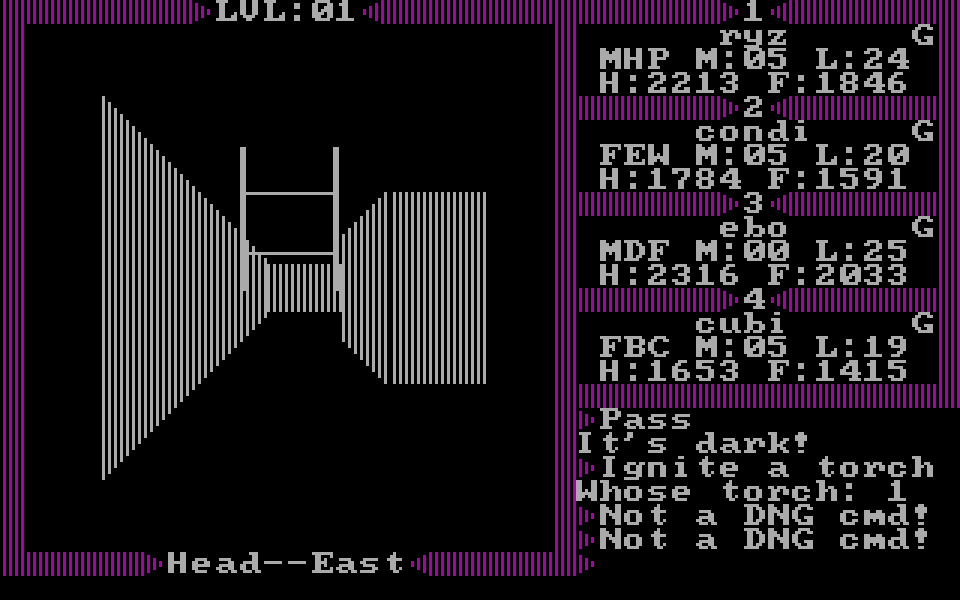 LVL:01
1
ryz G
MHP M:05 L:24
H:2213 F:1846
2
condi G
FEW M:05 L:20
H:1784 F:1591
3
ebo G
MDF M:00 L:25
H:2316 F:2033
4
cubi G
FBC M:05 L:19
H:1653 F:1415
Pass
It's dark!
Ignite a torch
Whose torch: 1
Not a DNG cmd!
Not a DNG cmd!
Head--East